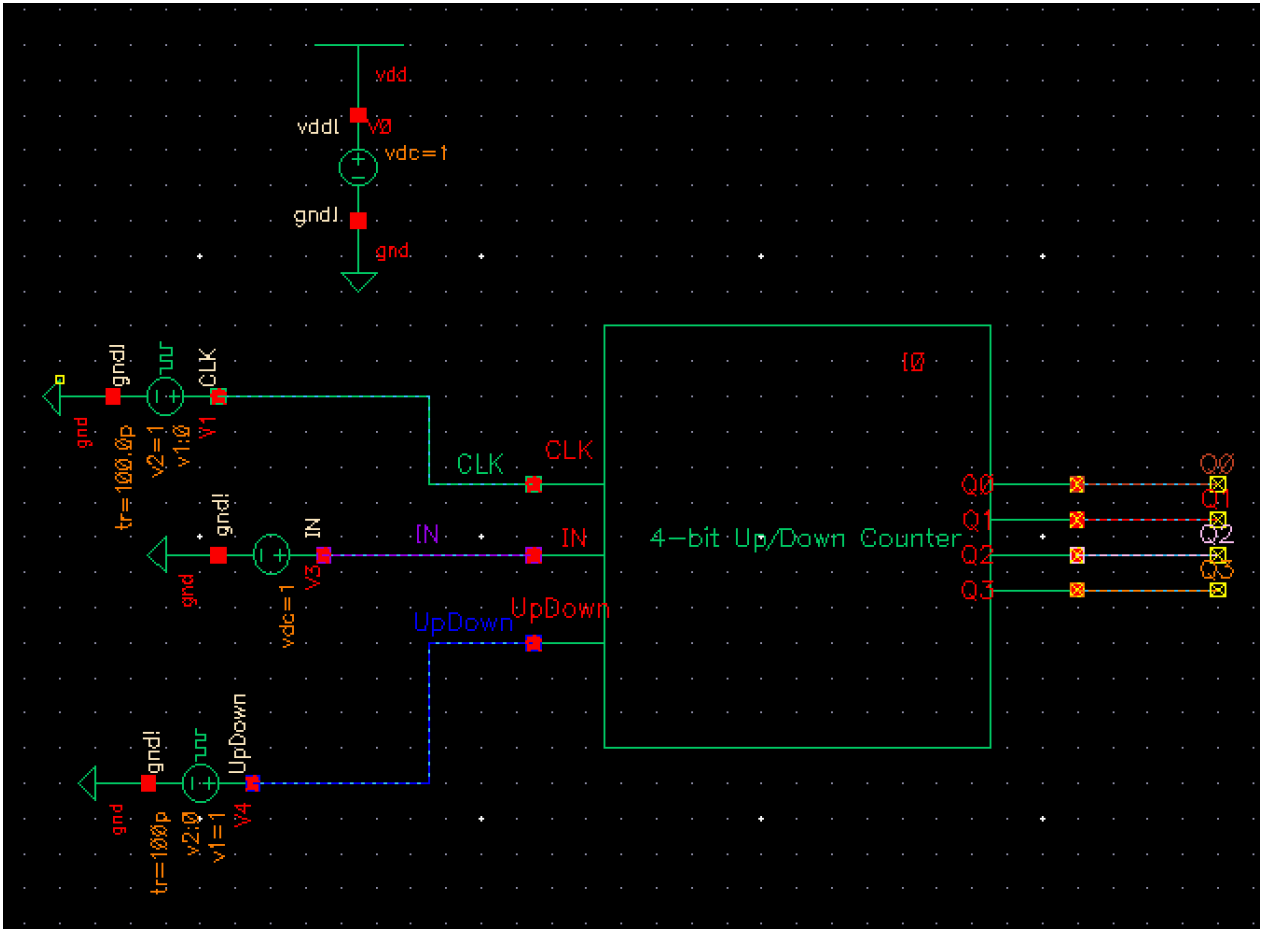 vdd
vdd!
V0
vdc=1
gnd!
gnd
I0
gnd!
CLK
gnd
tr=100.0p
v2=1
v1:0
V1
CLK
CLK
gnd!
IN
gnd
vdc=1
V3
IN
IN
UpDown
UpDown
4-bit Up/Down Counter
Q0
Q1
Q2
Q3
Q0
Q1
Q2
Q3
gnd!
UpDown
gnd
tr=100p
v2:0
v1=1
V4